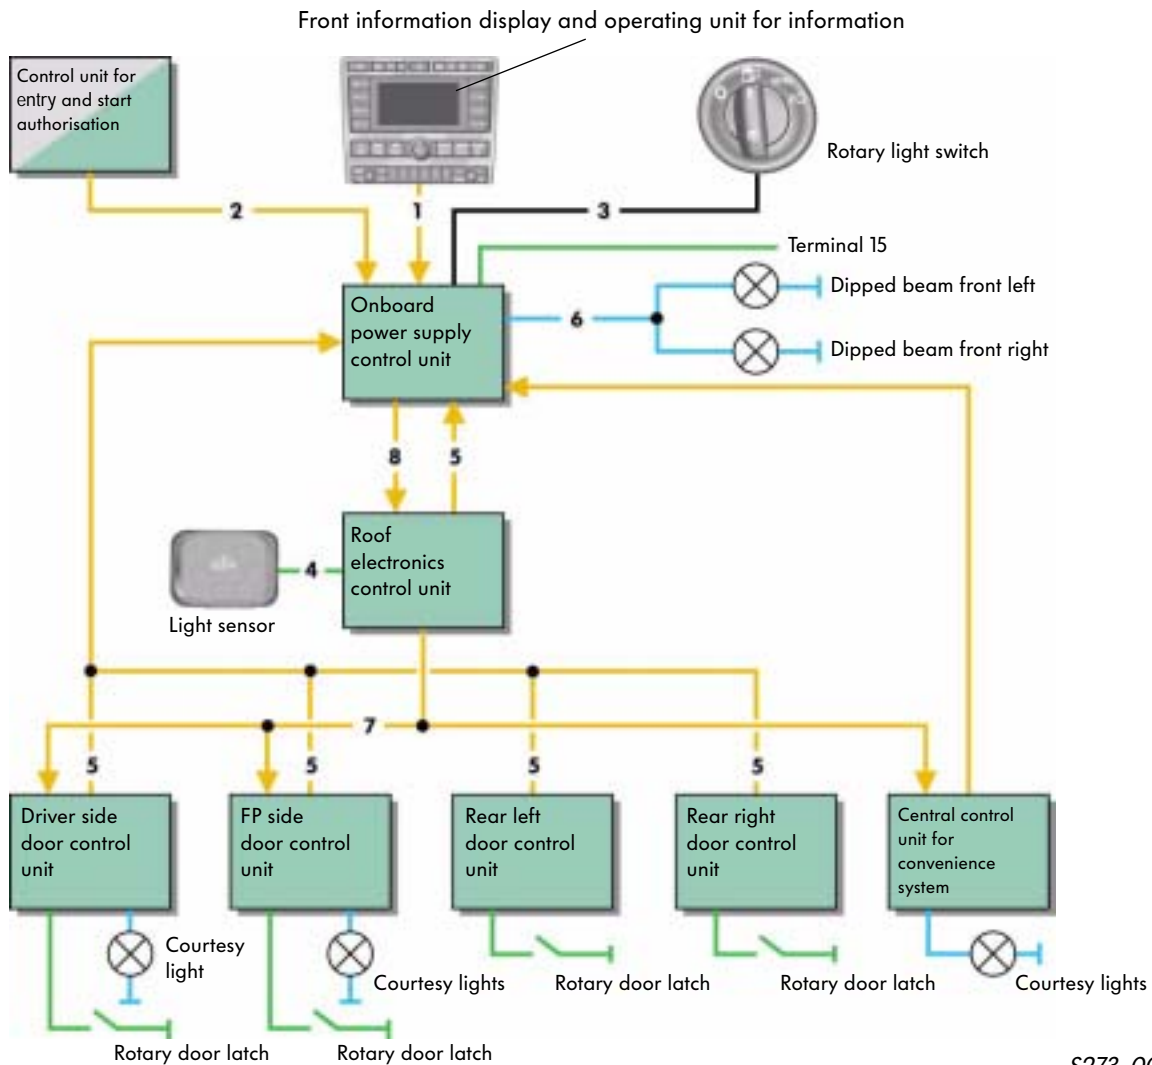 Front information display and operating unit for information
Control unit for
entry and start
authorisation
Rotary light switch
2
1
3
Terminal 15
Onboard
power supply
control unit
6
Dipped beam front left
Dipped beam front right
8
5
Roof
electronics
control unit
4
Light sensor
7
5
5
5
5
Driver side
door control
unit
FP side
door control
unit
Rear left
door control
unit
Rear right
door control
unit
Central control
unit for
convenience
system
Courtesy
light
Courtesy lights
Rotary door latch
Rotary door latch
Courtesy lights
Rotary door latch
Rotary door latch